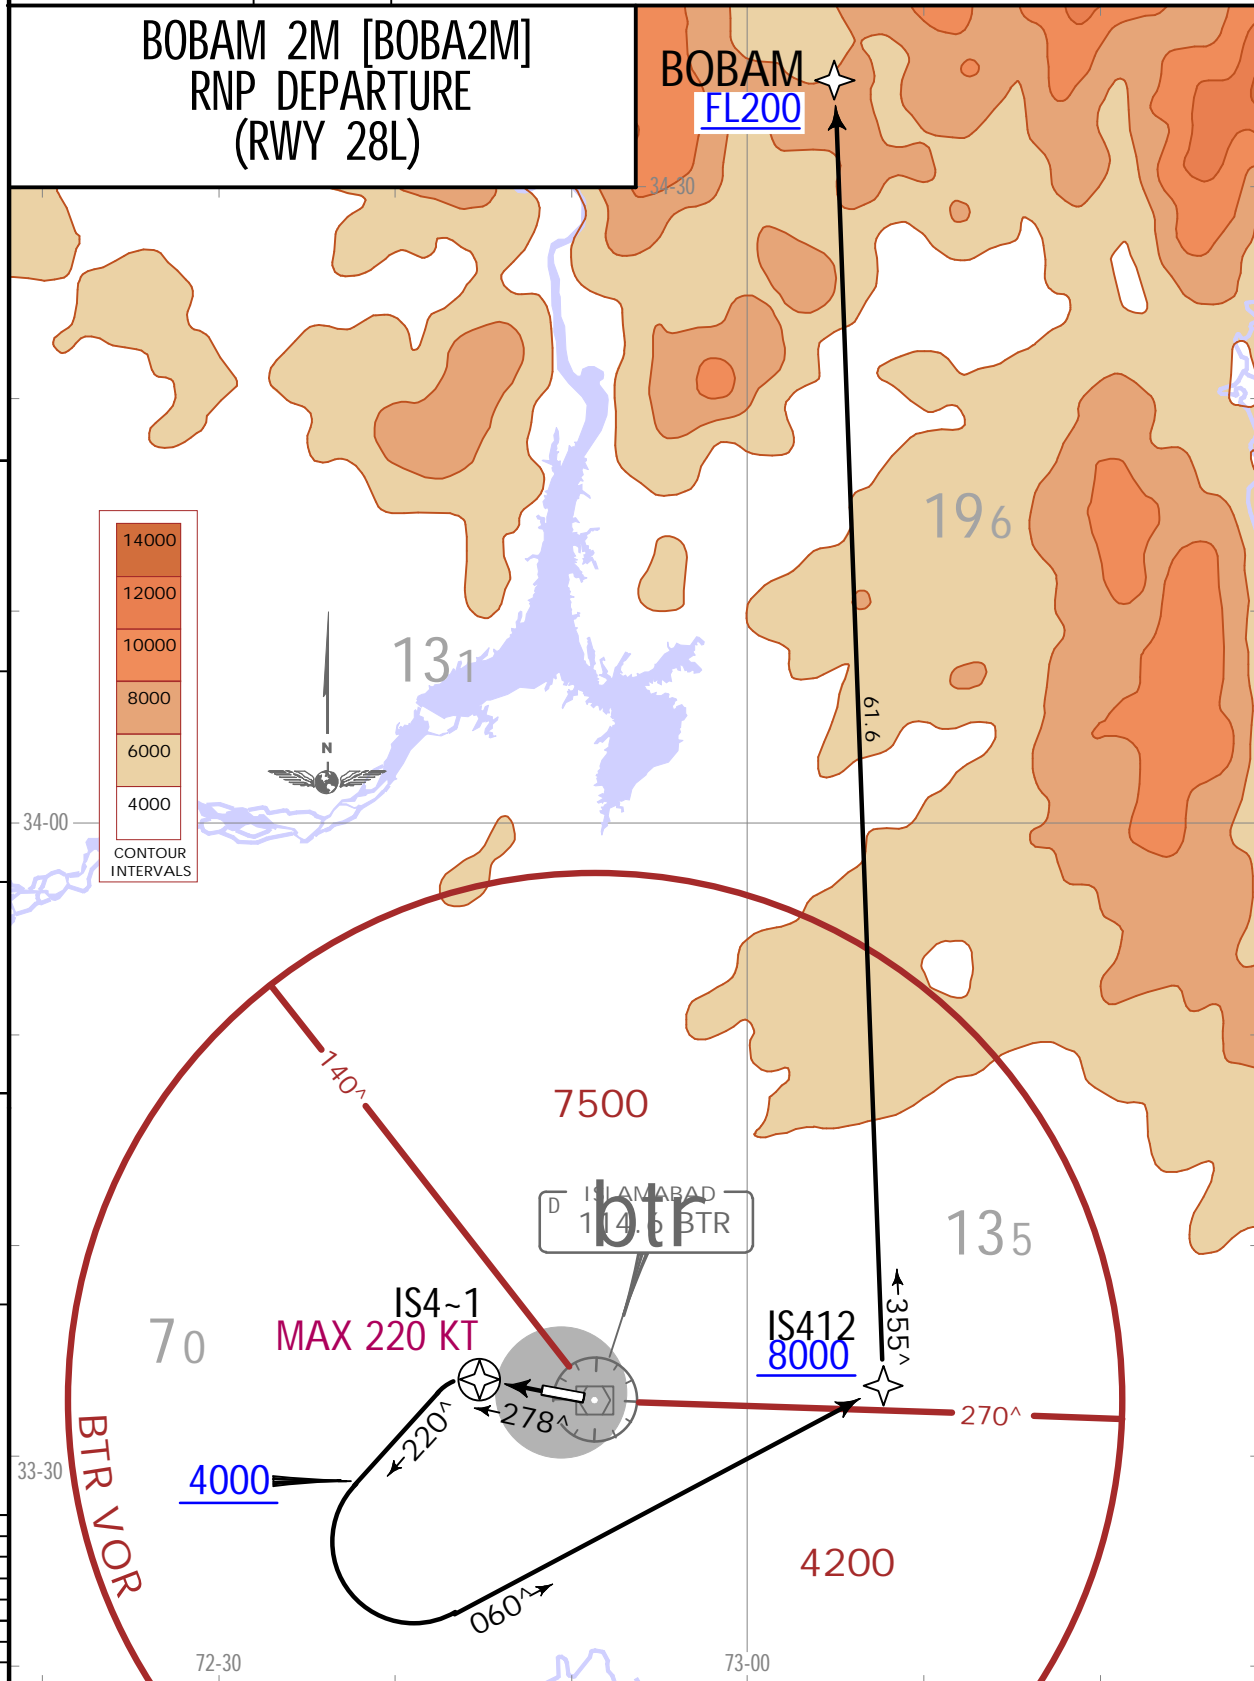 BOBAM 2M [BOBA2M]
RNP DEPARTURE
(RWY 28L)
BOBAM
FL200
34-30
196
14000
12000
10000
8000
6000
4000
CONTOUR
INTERVALS
131
N
61.6
34-00
140^
7500
ISLAMABAD
D
114.6 BTR
btr
135
IS4~1
MAX 220 KT
70
IS412
8000
355^
278^
220^
270^
BTR VOR
33-30
4000
4200
060^
72-30
73-00